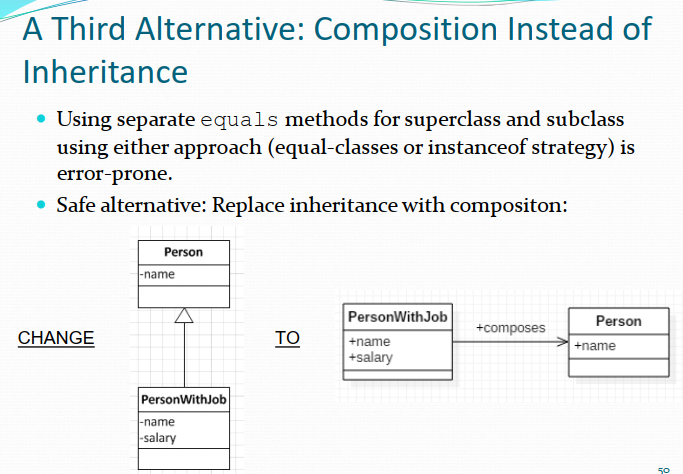 A Third Alternative: Composition Instead of
Inheritance
Using separate equals methods for superclass and subclass
using either approach (equal-classes or instanceof strategy) is
error-prone.
Safe alternative: Replace inheritance with compositon:
Person
-name
CHANGE
PersonWithJob
-name
-salary
TO
PersonWithJob
+name
+salary
+composes
Person
+name
50